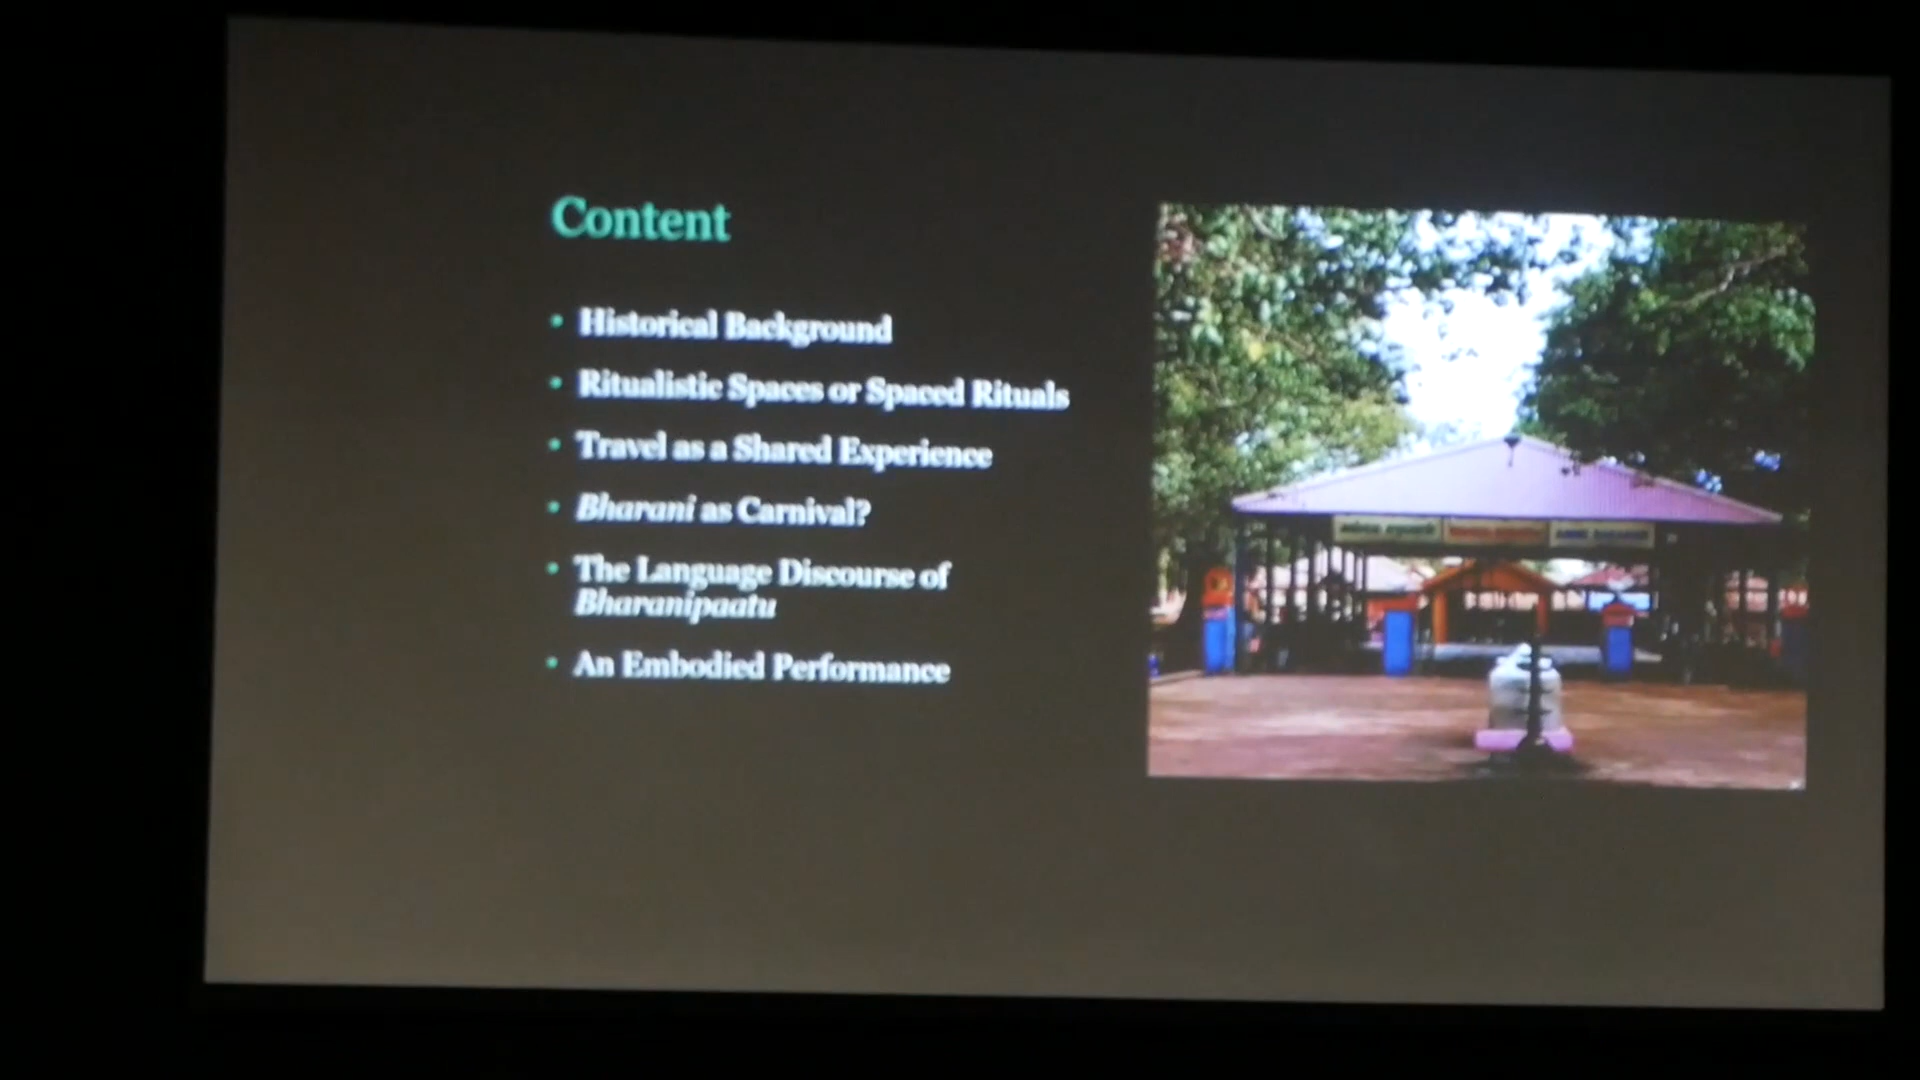 Content
• Historical Background
• Ritualistic Spaces or Spaced Rituals
• Travel as a Shared Experience
• Bharani as Carnival?
• The Language Discourse of
Bharanipaatu
• An Embodied Performance